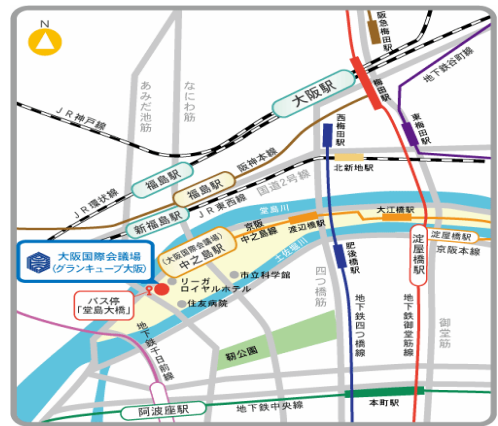 N
阪急梅田駅
梅田駅
地下鉄谷町線
大阪駅
東梅田駅
西梅田駅
北新地駅
あみだ池筋
なにわ筋
JR神戸線
JR環状線
福島駅
福島駅
阪神本線
国道2号線
新福島駅
JR東西線
堂島川
大江橋駅
渡辺橋駅
京阪
中之島線
土佐堀川
(大阪国際会議場)
中之島駅
淀屋橋駅
淀屋橋駅
京阪本線
肥後橋駅
大阪国際会議場
(グランキューブ大阪)
リーガ
ロイヤルホテル
市立科学館
住友病院
バス停
「堂島大橋」
四つ橋筋
地下鉄四つ橋線
地下鉄御堂筋線
御堂筋
地下鉄千日前線
靭公園
阿波座駅
地下鉄中央線
本町駅